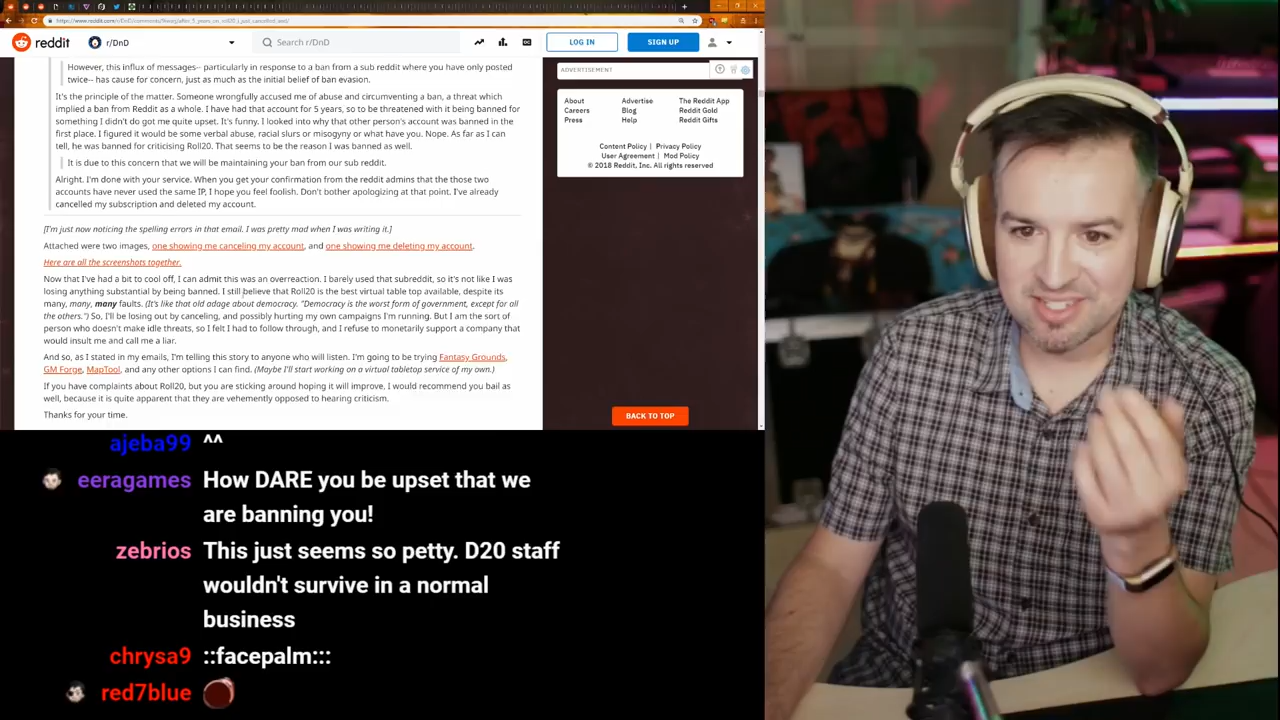 https://www.reddit.com/r/DnD/comments/9iwarj/after_5_years_on_roll20_i_just_cancelled_and/
reddit
r/DnD
Search r/DnD
LOG IN
SIGN UP
However, this influx of messages-- particularly in response to a ban from a sub reddit where you have only posted
twice-- has cause for concern, just as much as the initial belief of ban evasion.
It's the principle of the matter. Someone wrongfully accused me of abuse and circumventing a ban, a threat which
implied a ban from Reddit as a whole. I have had that account for 5 years, so to be threatened with it being banned for
something I didn't do got me quite upset. It's funny. I looked into why that other person's account was banned in the
first place. I figured it would be some verbal abuse, racial slurs or misogyny or what have you. Nope. As far as I can
tell, he was banned for criticising Roll20. That seems to be the reason I was banned as well.
It is due to this concern that we will be maintaining your ban from our sub reddit.
Alright. I'm done with your service. When you get your confirmation from the reddit admins that the those two
accounts have never used the same IP, I hope you feel foolish. Don't bother apologizing at that point. I've already
cancelled my subscription and deleted my account.
[I'm just now noticing the spelling errors in that email. I was pretty mad when I was writing it.]
Attached were two images, one showing me canceling my account, and one showing me deleting my account.
Here are all the screenshots together.
Now that I've had a bit to cool off, I can admit this was an overreaction. I barely used that subreddit, so it's not like I was
losing anything substantial by being banned. I still believe that Roll20 is the best virtual table top available, despite its
many, many, many faults. (It's like that old adage about democracy. "Democracy is the worst form of government, except for all
the others.") So, I'll be losing out by canceling, and possibly hurting my own campaigns I'm running. But I am the sort of
person who doesn't make idle threats, so I felt I had to follow through, and I refuse to monetarily support a company that
would insult me and call me a liar.
And so, as I stated in my emails, I'm telling this story to anyone who will listen. I'm going to be trying Fantasy Grounds,
GM Forge, MapTool, and any other options I can find. (Maybe I'll start working on a virtual tabletop service of my own.)
If you have complaints about Roll20, but you are sticking around hoping it will improve, I would recommend you bail as
well, because it is quite apparent that they are vehemently opposed to hearing criticism.
Thanks for your time.
ADVERTISEMENT
About Advertise The Reddit App
Careers Blog Reddit Gold
Press Help Reddit Gifts
Content Policy | Privacy Policy
User Agreement | Mod Policy
© 2018 Reddit, Inc. All rights reserved
BACK TO TOP
ajeba99 ^^
eeragames How DARE you be upset that we
are banning you!
zebrios This just seems so petty. D20 staff
wouldn't survive in a normal
business
chrysa9 ::facepalm:::
red7blue